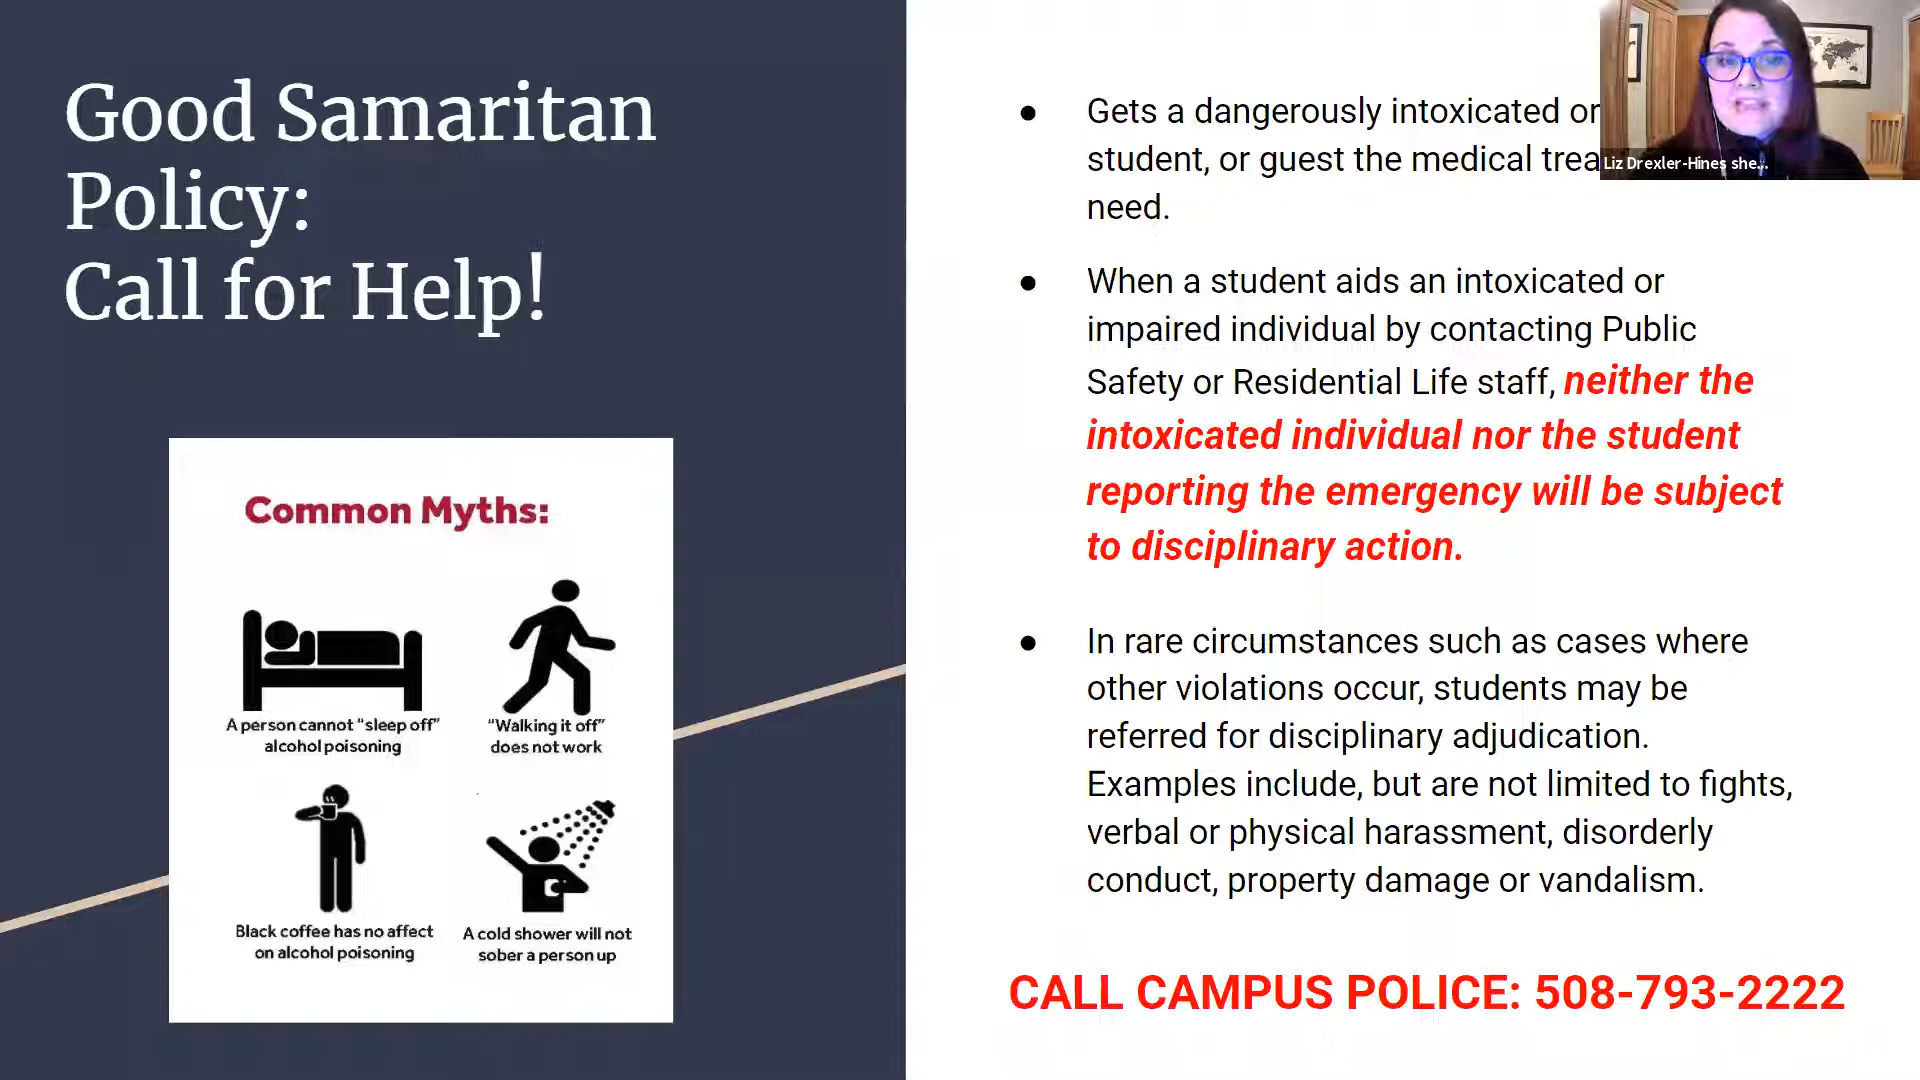 Good Samaritan
Policy:
Call for Help!
Common Myths:
A person cannot “sleep off”
alcohol poisoning
“Walking it off”
does not work
Black coffee has no affect
on alcohol poisoning
A cold shower will not
sober a person up
● Gets a dangerously intoxicated or
student, or guest the medical trea
need.
● When a student aids an intoxicated or
impaired individual by contacting Public
Safety or Residential Life staff, neither the
intoxicated individual nor the student
reporting the emergency will be subject
to disciplinary action.
● In rare circumstances such as cases where
other violations occur, students may be
referred for disciplinary adjudication.
Examples include, but are not limited to fights,
verbal or physical harassment, disorderly
conduct, property damage or vandalism.
CALL CAMPUS POLICE: 508-793-2222
Liz Drexler-Hines she...